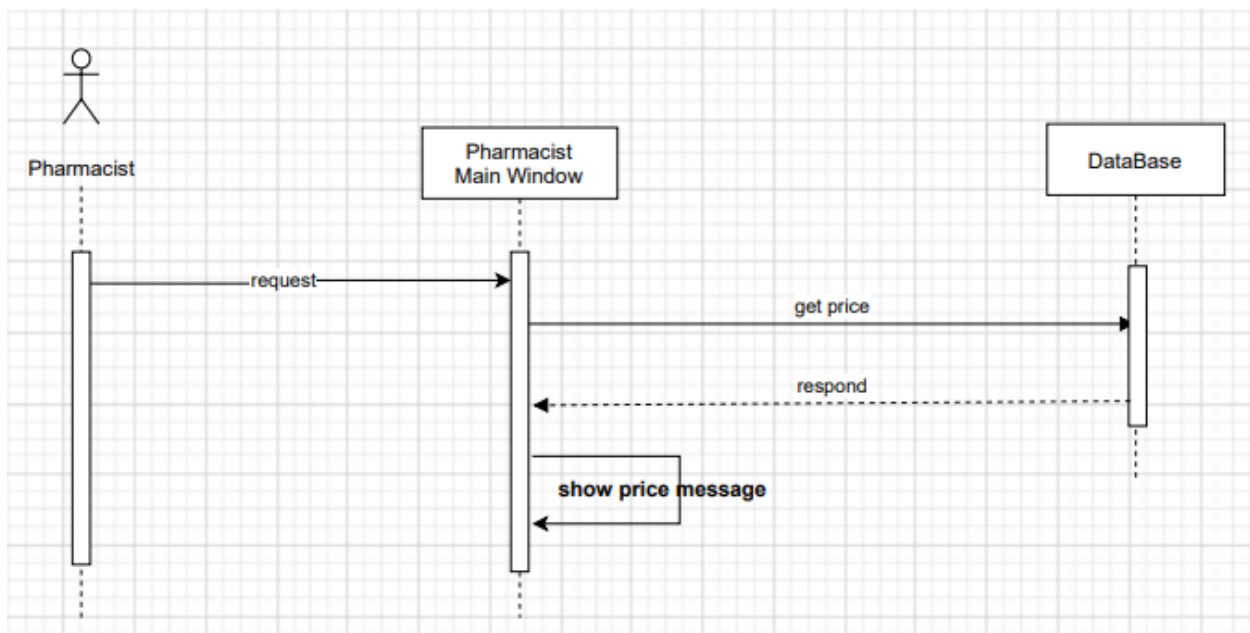 Pharmacist
Pharmacist
Main Window
DataBase
request
get price
respond
show price message